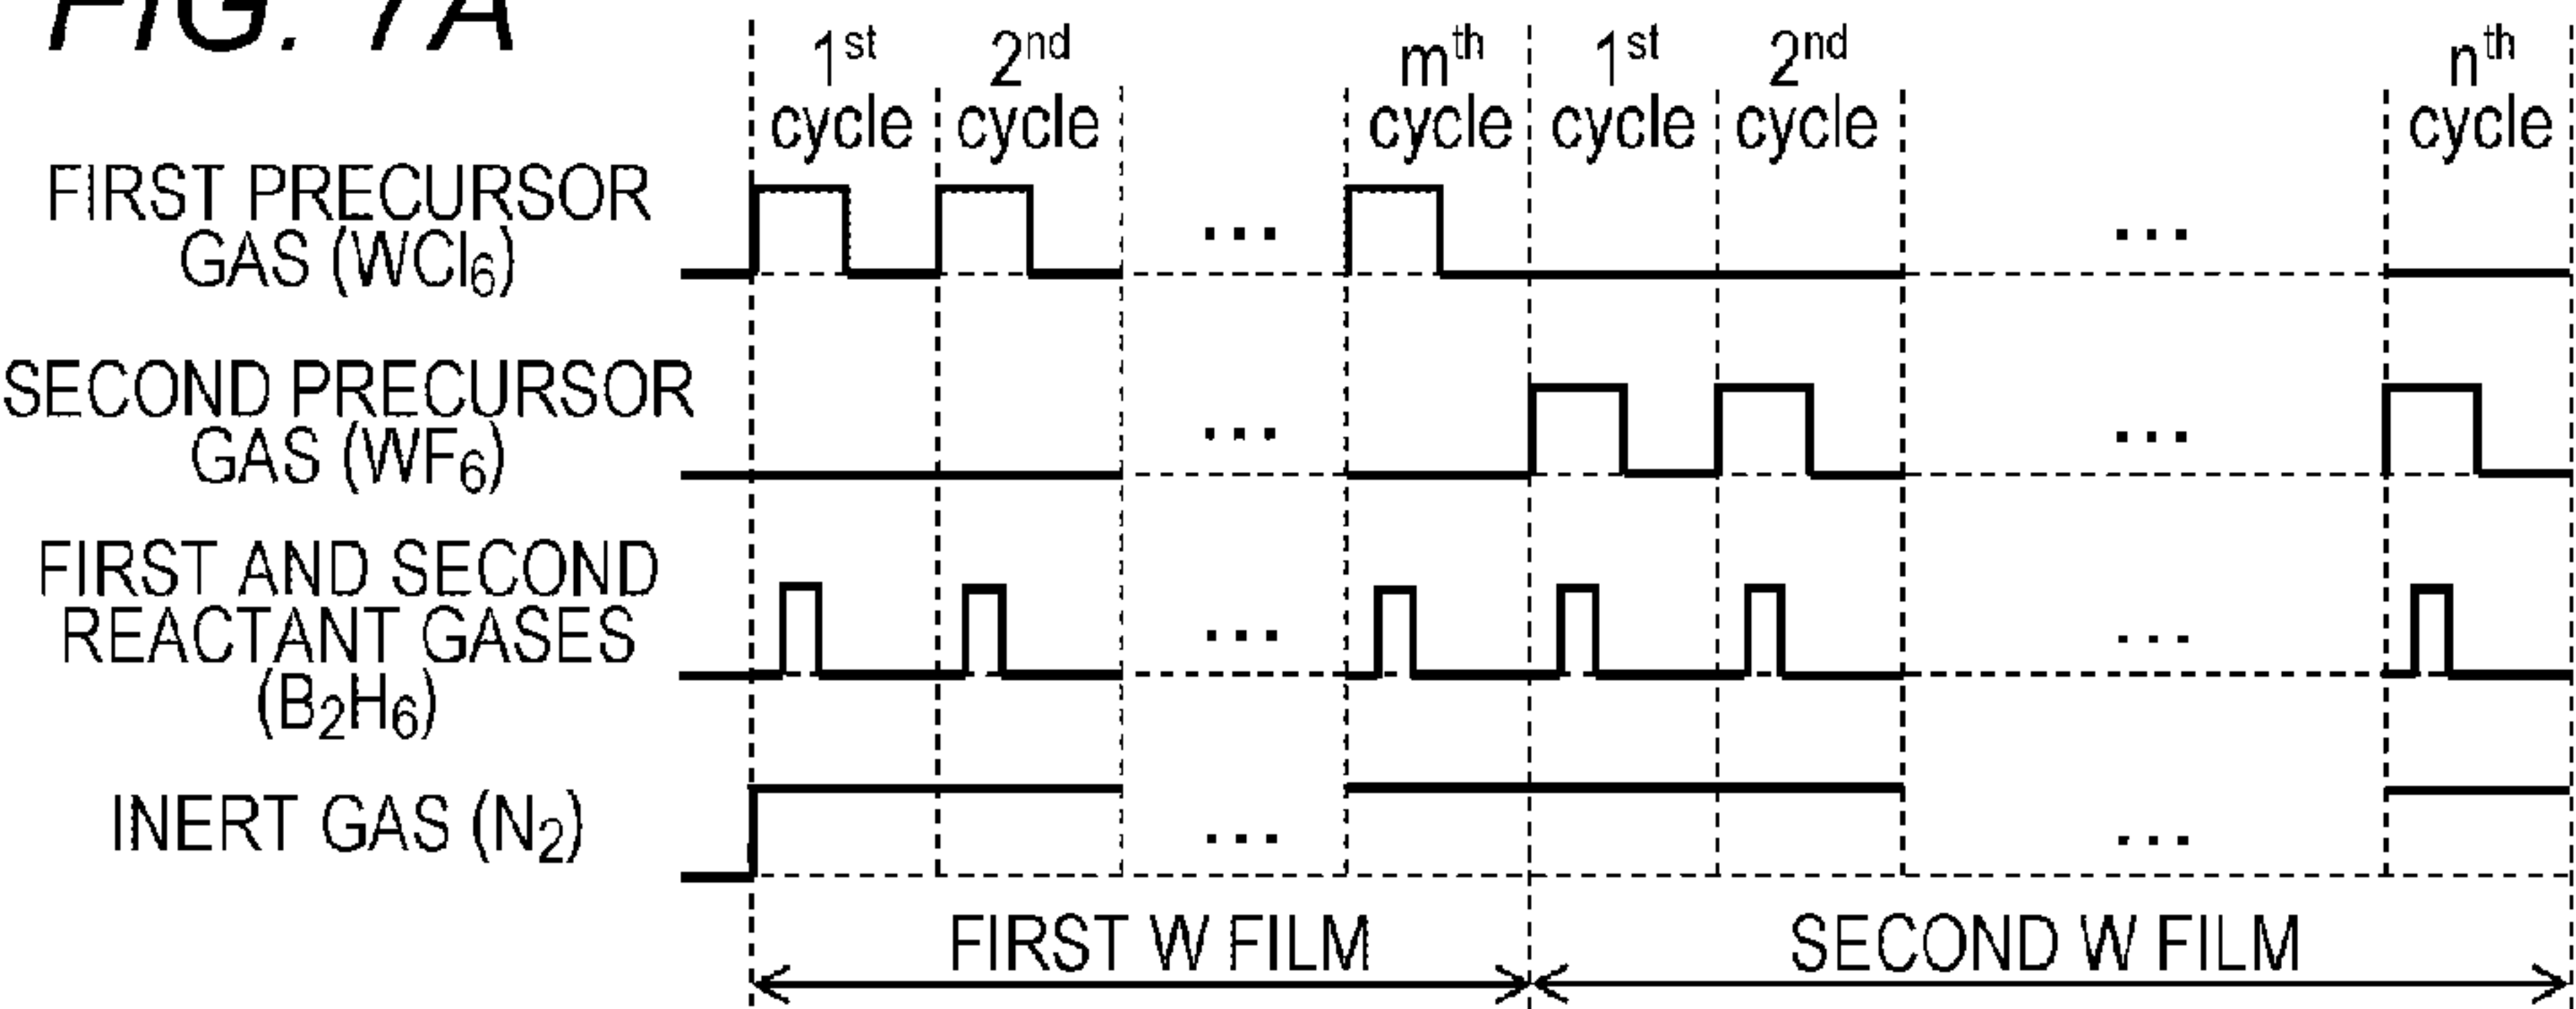 FIG. 7A
1st 2nd mth 1st 2nd nth
cycle cycle cycle cycle cycle cycle
FIRST PRECURSOR
GAS (WCl6)
... ...
SECOND PRECURSOR
GAS (WF6)
... ...
FIRST AND SECOND
REACTANT GASES
(B2H6)
... ...
INERT GAS (N2)
... ...
FIRST W FILM SECOND W FILM